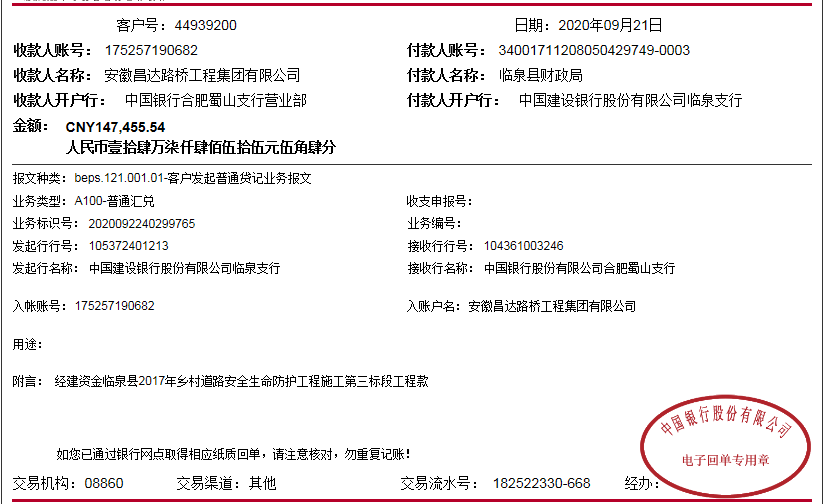 客户号：44939200 日期：2020年09月21日
收款人账号：175257190682 付款人账号：34001711208050429749-0003
收款人名称：安徽昌达路桥工程集团有限公司 付款人名称：临泉县财政局
收款人开户行：中国银行合肥蜀山支行营业部 付款人开户行：中国建设银行股份有限公司临泉支行
金额：CNY147,455.54
人民币壹拾肆万柒仟肆佰伍拾伍元伍角肆分
报文种类：beps.121.001.01-客户发起普通贷记业务报文
业务类型：A100-普通汇兑 收支申报号：
业务标识号：2020092240299765 业务编号：
发起行行号：105372401213 接收行行号：104361003246
发起行名称：中国建设银行股份有限公司临泉支行 接收行名称：中国银行股份有限公司合肥蜀山支行
入帐账号：175257190682 入账户名：安徽昌达路桥工程集团有限公司
用途：
附言：经建资金临泉县2017年乡村道路安全生命防护工程施工第三标段工程款
中国银行股份有限公司
电子回单专用章
如您已通过银行网点取得相应纸质回单，请注意核对，勿重复记账！
交易机构：08860 交易渠道：其他 交易流水号：182522330-668 经办：